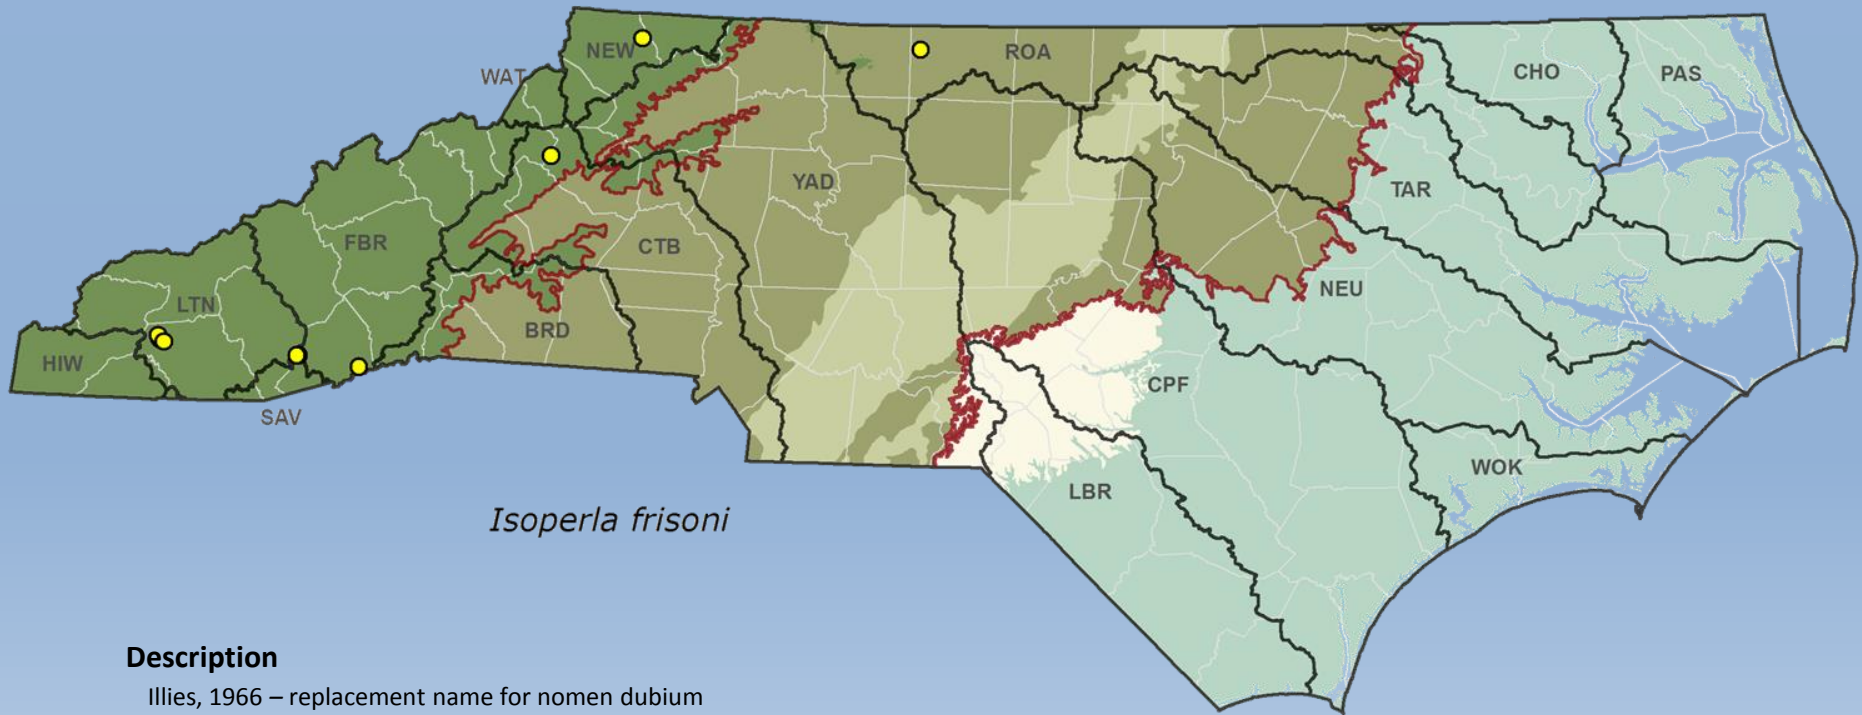 NEW
ROA
WAT
CHO
PAS
YAD
TAR
FBR
CTB
LTN
NEU
BRD
HIW
CPF
SAV
WOK
LBR
Isoperla frisoni
Description
Illies, 1966 – replacement name for nomen dubium